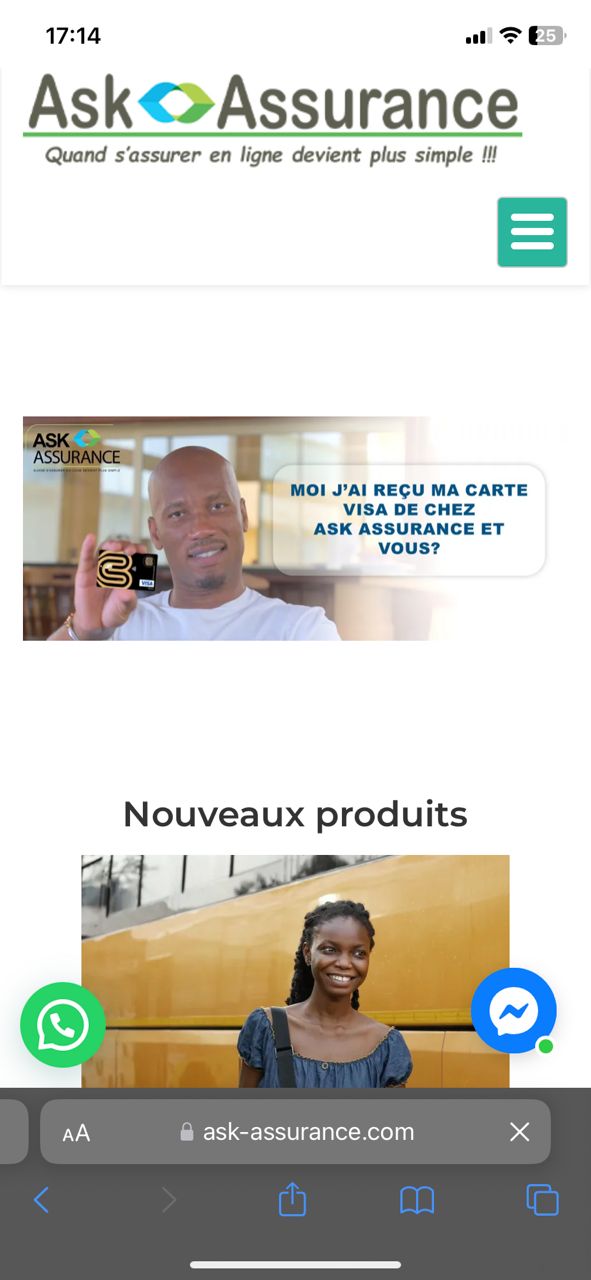 17:14
25
Ask Assurance
Quand s'assurer en ligne devient plus simple !!!
ASK
ASSURANCE
MOI J'AI REÇU MA CARTE
VISA DE CHEZ
ASK ASSURANCE ET
VOUS?
VISA
Nouveaux produits
AA
ask-assurance.com